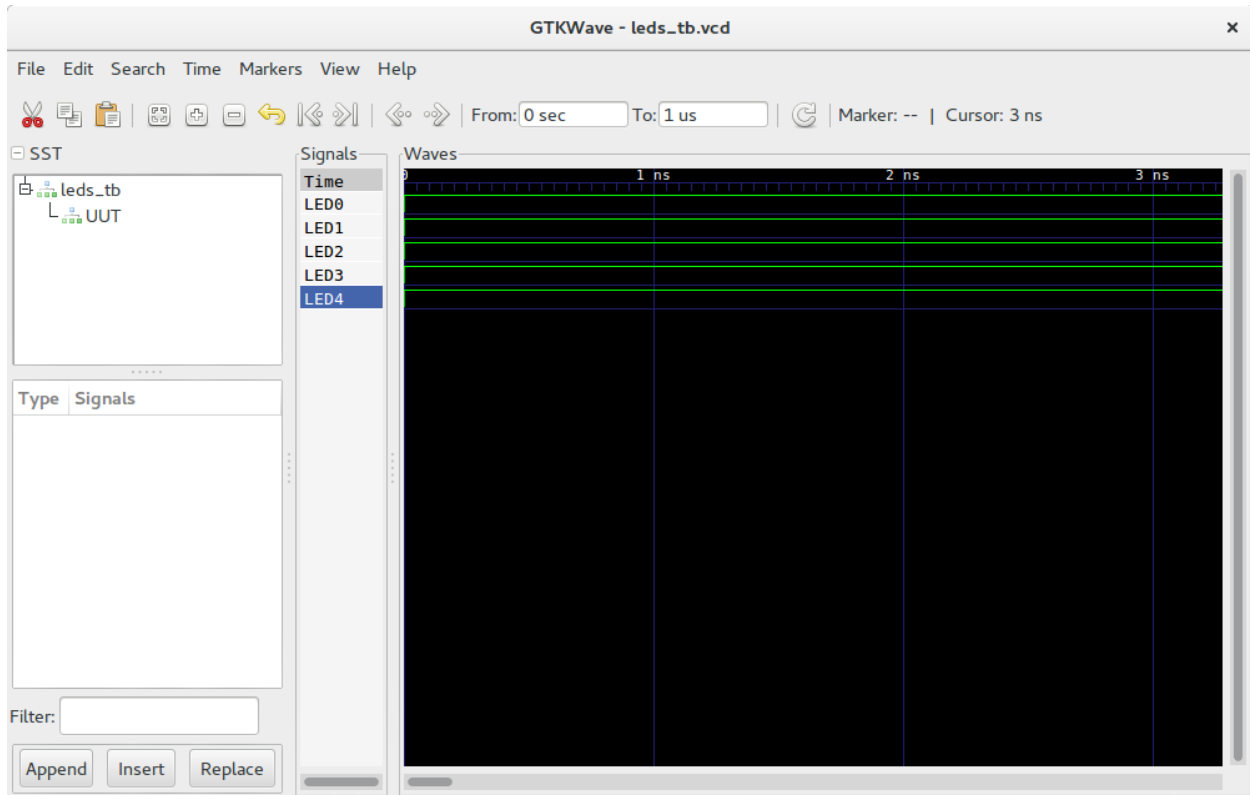 GTKWave - leds_tb.vcd ×
File Edit Search Time Markers View Help
From: 0 sec To: 1 us Marker: -- | Cursor: 3 ns
SST
leds_tb
UUT
Type Signals
Filter:
Append Insert Replace
Signals
Time
LED0
LED1
LED2
LED3
LED4
Waves
0 1 ns 2 ns 3 ns